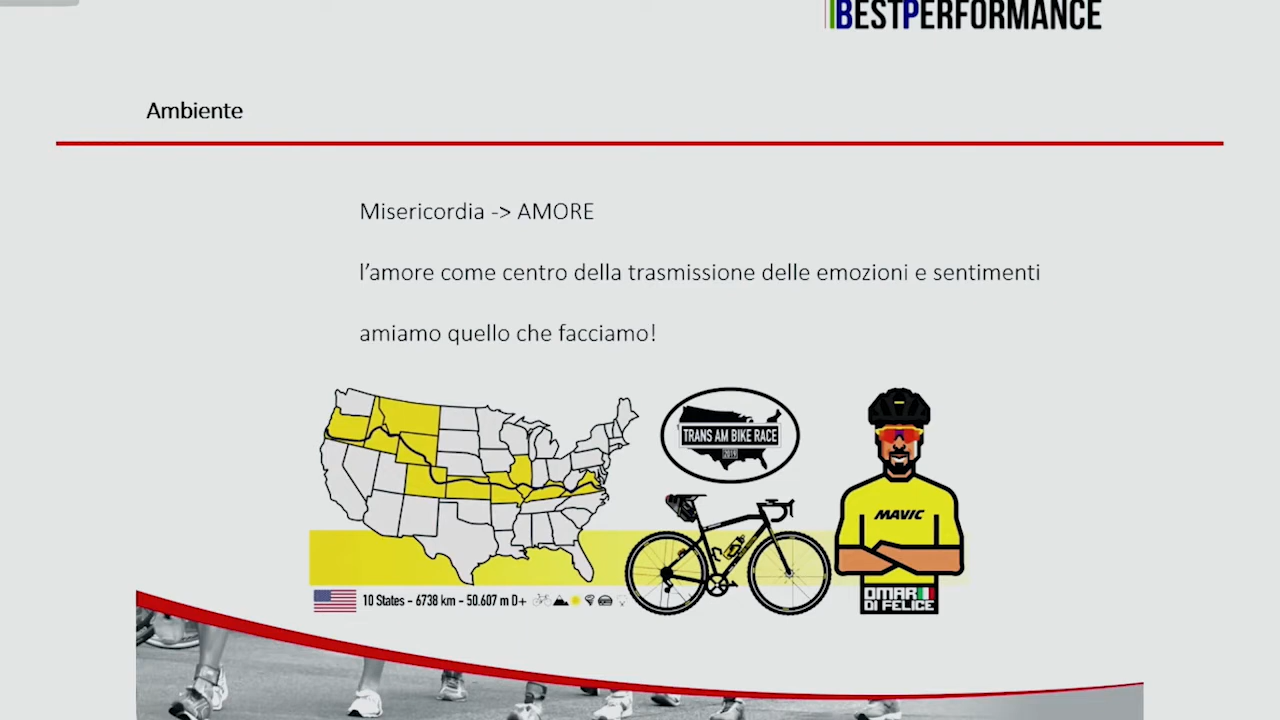 BESTPERFORMANCE
Ambiente
Misericordia -> AMORE
l’amore come centro della trasmissione delle emozioni e sentimenti
amiamo quello che facciamo!
TRANS AM BIKE RACE
2019
MAVIC
OMAR
DI FELICE
10 States - 6738 km - 50.607 m D+